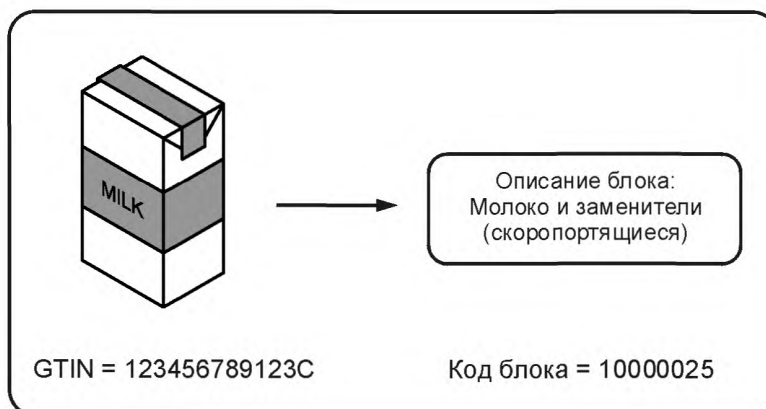 MILK
Описание блока:
Молоко и заменители
(скоропортящиеся)
GTIN = 123456789123C
Код блока = 10000025